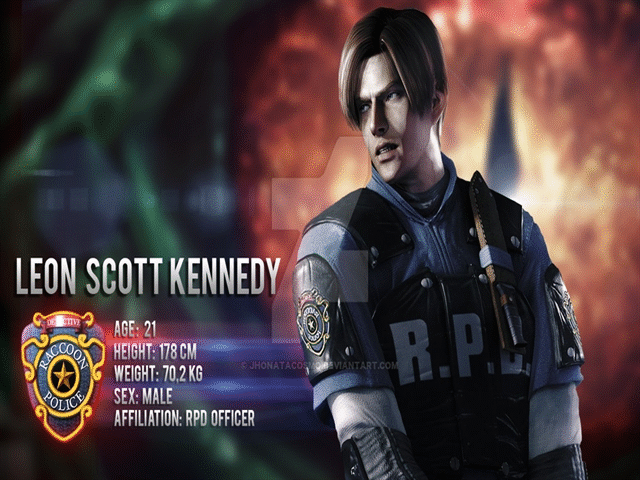 LEON SCOTT KENNEDY
DETECTIVE
RACCOON
POLICE
AGE: 21
HEIGHT: 178 CM
WEIGHT: 70,2 KG
SEX: MALE
AFFILIATION: RPD OFFICER
R.P.D.